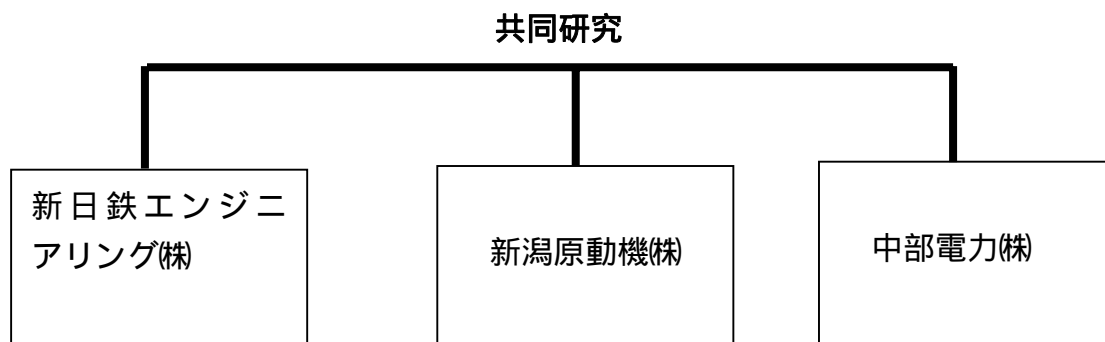 共同研究
新日鉄エンジニ
アリング㈱
新潟原動機㈱
中部電力㈱